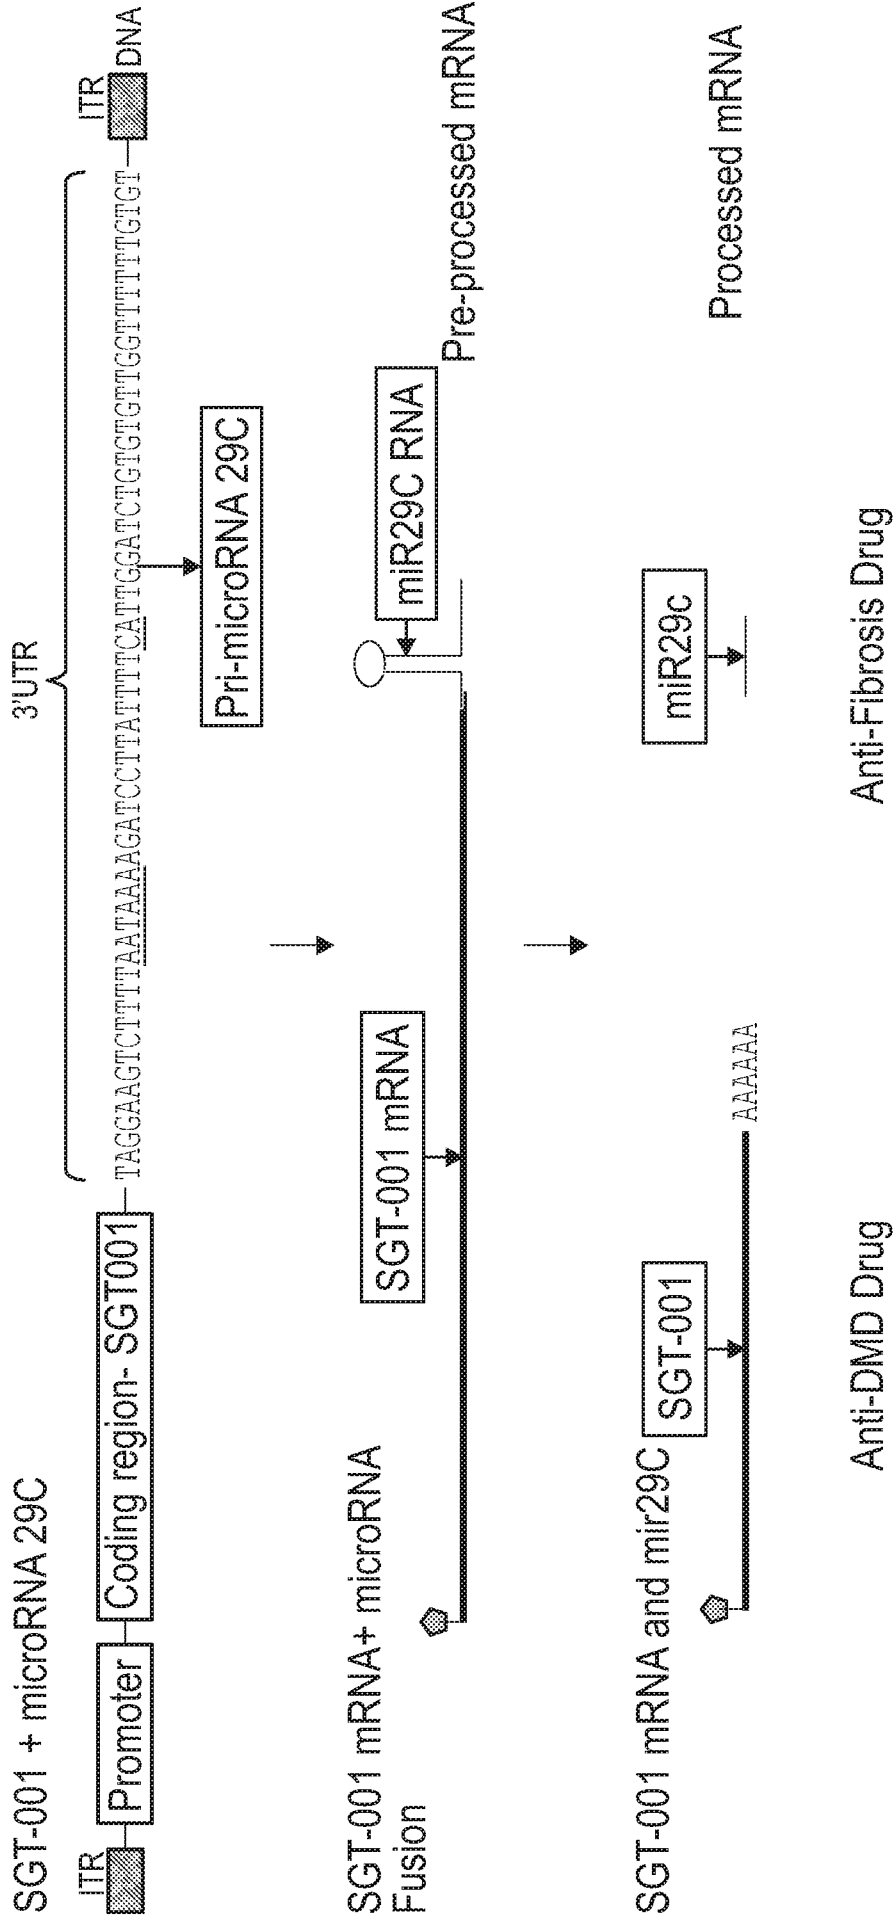 SGT-001 + microRNA 29C
3'UTR
ITR
Promoter
Coding region- SGT001
TAGGAAGTCTTTTAATAAAAGATCCTTATTTTCATTGGATCTGTGTGTTGGTTTTTTGTGT
ITR
DNA
Pri-microRNA 29C
SGT-001 mRNA+ microRNA
Fusion
SGT-001 mRNA
miR29C RNA
Pre-processed mRNA
SGT-001 mRNA and mir29C
SGT-001
AAAAAA
miR29c
Processed mRNA
Anti-DMD Drug
Anti-Fibrosis Drug